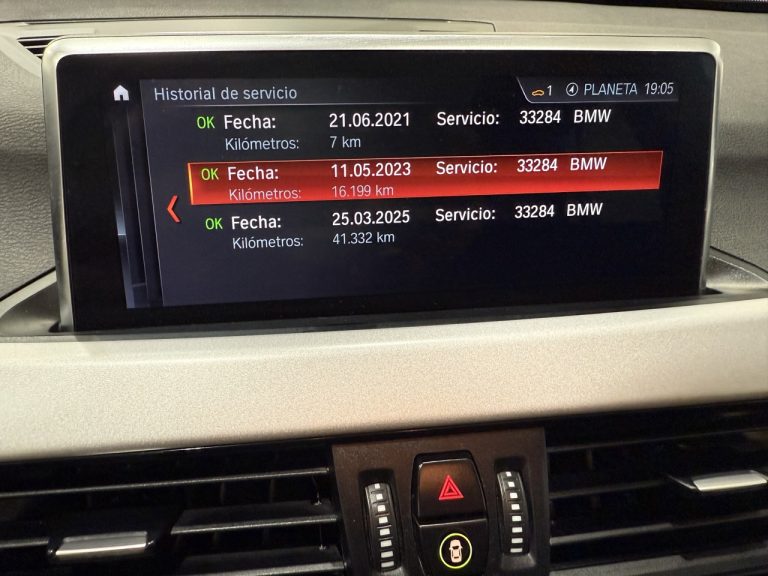 Historial de servicio 1 PLANETA 19:05
OK Fecha: 21.06.2021 Servicio: 33284 BMW
Kilómetros: 7 km
OK Fecha: 11.05.2023 Servicio: 33284 BMW
Kilómetros: 16.199 km
OK Fecha: 25.03.2025 Servicio: 33284 BMW
Kilómetros: 41.332 km